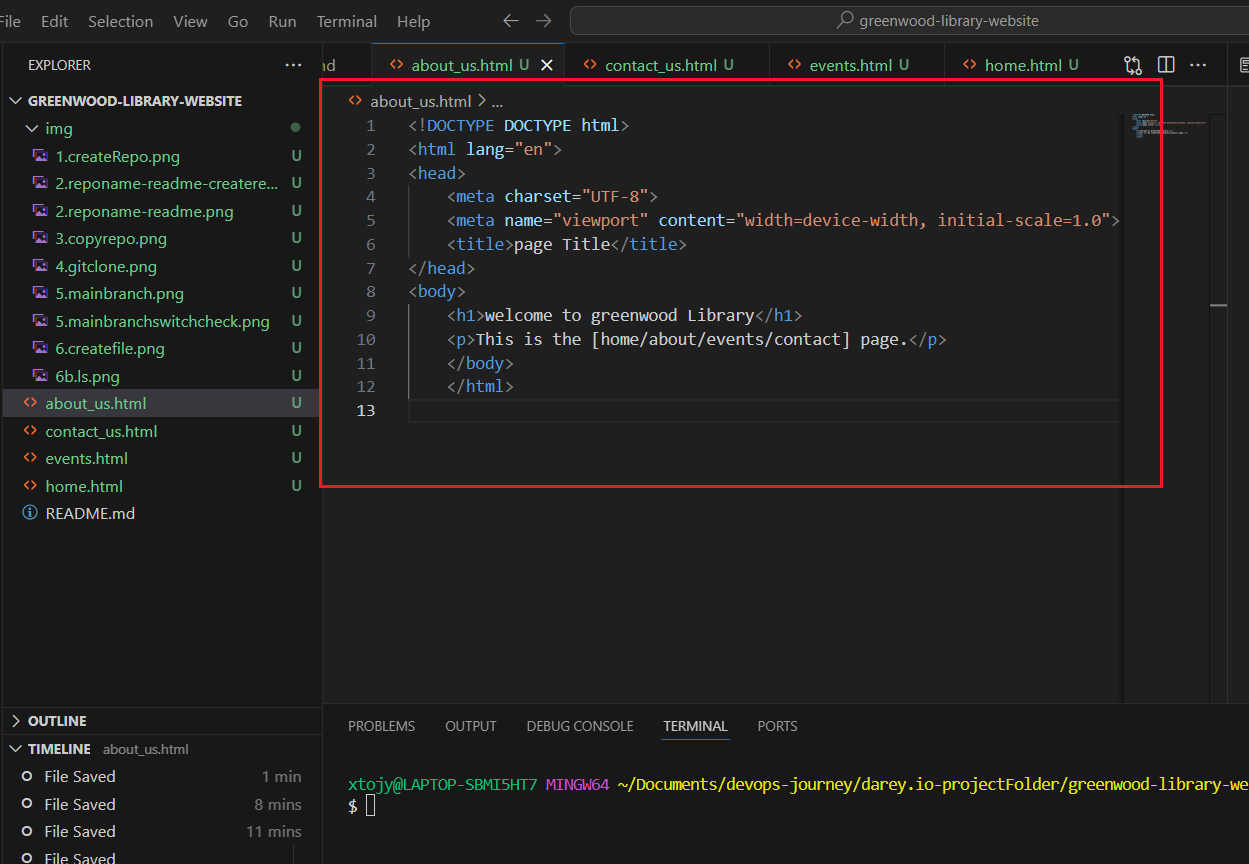 File Edit Selection View Go Run Terminal Help
greenwood-library-website
EXPLORER
GREENWOOD-LIBRARY-WEBSITE
img
1.createRepo.png U
2.reponame-readme-createre... U
2.reponame-readme.png U
3.copyrepo.png U
4.gitclone.png U
5.mainbranch.png U
5.mainbranchswitchcheck.png U
6.createfile.png U
6b.ls.png U
about_us.html U
contact_us.html U
events.html U
home.html U
README.md
OUTLINE
TIMELINE about_us.html
File Saved 1 min
File Saved 8 mins
File Saved 11 mins
File Saved
nd about_us.html U contact_us.html U events.html U home.html U
about_us.html > ...
1 <!DOCTYPE DOCTYPE html>
2 <html lang="en">
3 <head>
4 <meta charset="UTF-8">
5 <meta name="viewport" content="width=device-width, initial-scale=1.0">
6 <title>page Title</title>
7 </head>
8 <body>
9 <h1>welcome to greenwood Library</h1>
10 <p>This is the [home/about/events/contact] page.</p>
11 </body>
12 </html>
13
PROBLEMS OUTPUT DEBUG CONSOLE TERMINAL PORTS
xtojy@LAPTOP-SBMI5HT7 MINGW64 ~/Documents/devops-journey/darey.io-projectFolder/greenwood-library-we
$